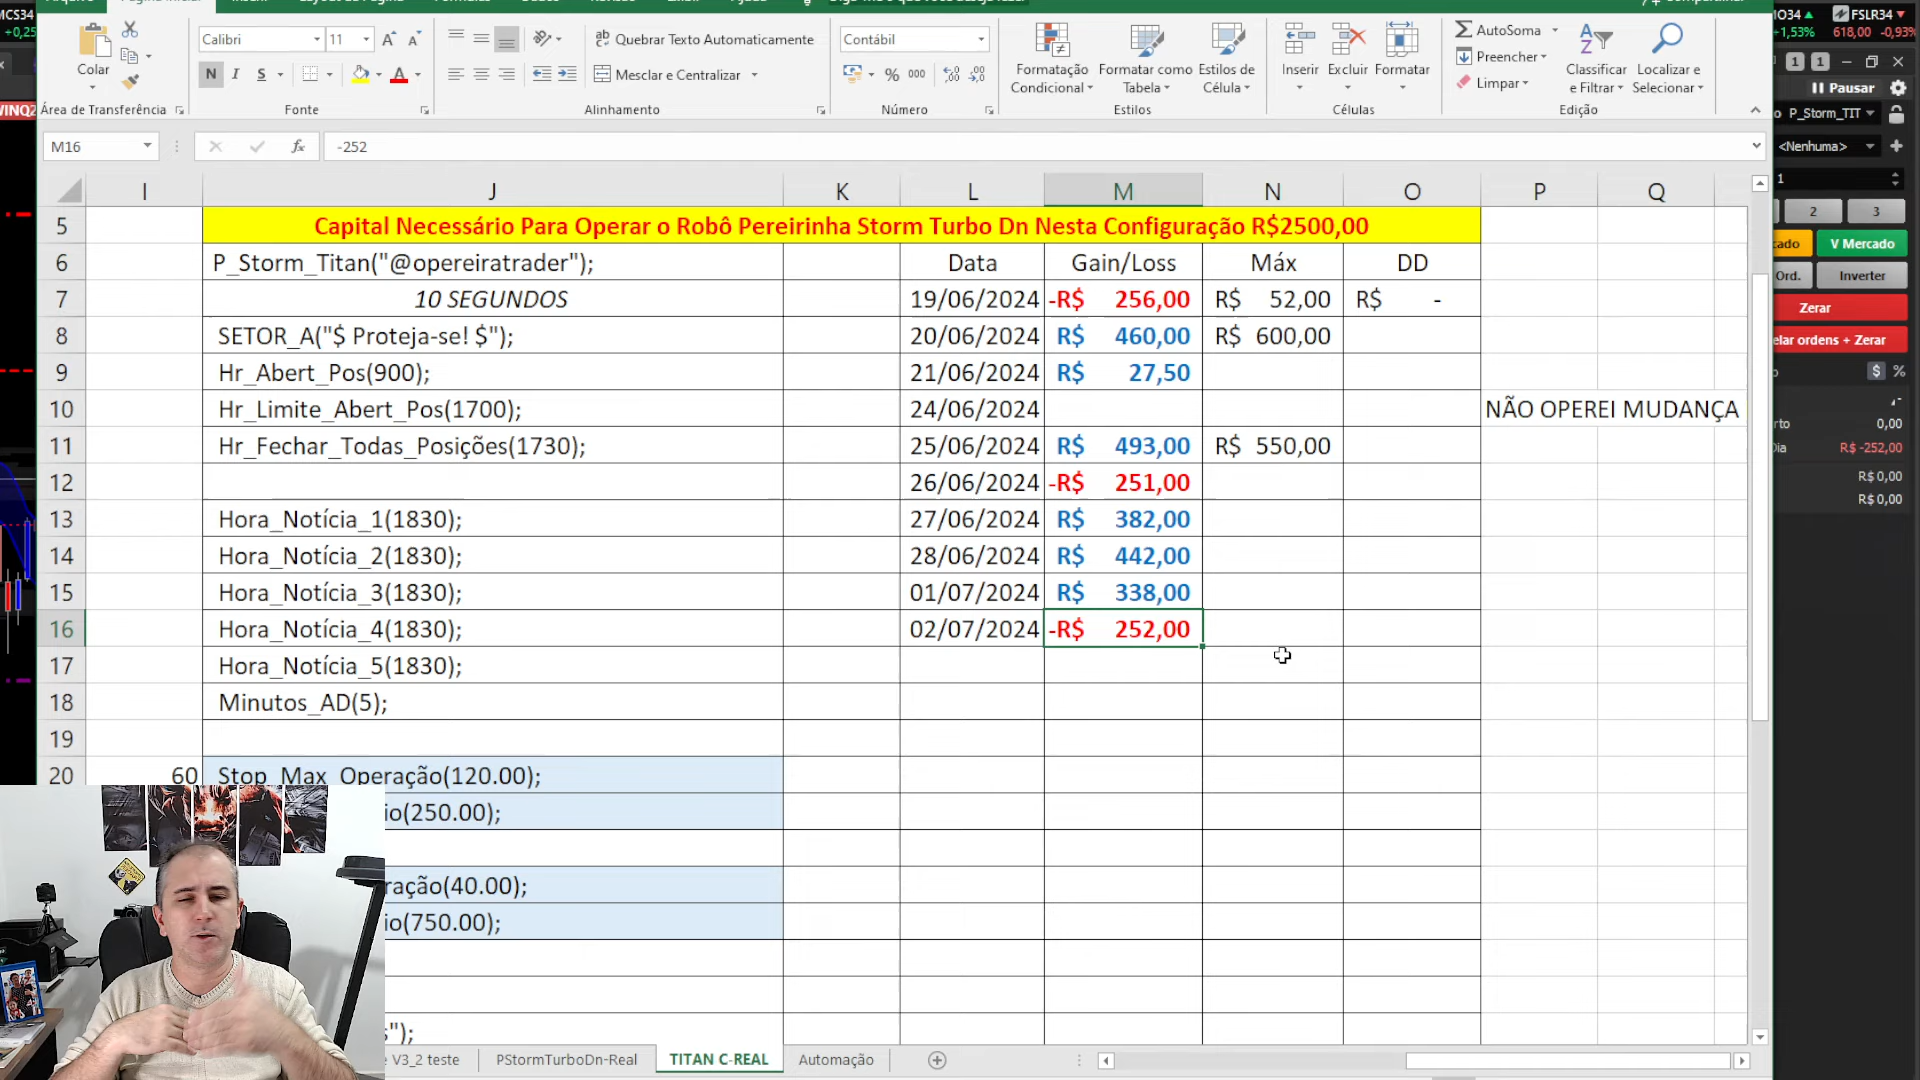 MCS34
+0,25
IO34
+1,53%
FSLR34
618,00 -0,93%
Colar
Área de Transferência
Calibri
11
N I S
Fonte
Quebrar Texto Automaticamente
Mesclar e Centralizar
Alinhamento
Contábil
% 000
Número
Formatação Condicional
Formatar como Tabela
Estilos de Célula
Estilos
Inserir
Excluir
Formatar
Células
AutoSoma
Preencher
Limpar
Classificar e Filtrar
Localizar e Selecionar
Edição
M16
fx
-252
I J K L M N O P Q
5 Capital Necessário Para Operar o Robô Pereirinha Storm Turbo Dn Nesta Configuração R$2500,00
6 P_Storm_Titan("@opereiratrader"); Data Gain/Loss Máx DD
7 10 SEGUNDOS 19/06/2024 -R$ 256,00 R$ 52,00 R$ -
8 SETOR_A("$ Proteja-se! $"); 20/06/2024 R$ 460,00 R$ 600,00
9 Hr_Abert_Pos(900); 21/06/2024 R$ 27,50
10 Hr_Limite_Abert_Pos(1700); 24/06/2024 NÃO OPEREI MUDANÇA
11 Hr_Fechar_Todas_Posições(1730); 25/06/2024 R$ 493,00 R$ 550,00
12 26/06/2024 -R$ 251,00
13 Hora_Notícia_1(1830); 27/06/2024 R$ 382,00
14 Hora_Notícia_2(1830); 28/06/2024 R$ 442,00
15 Hora_Notícia_3(1830); 01/07/2024 R$ 338,00
16 Hora_Notícia_4(1830); 02/07/2024 -R$ 252,00
17 Hora_Notícia_5(1830);
18 Minutos_AD(5);
19
20 60 Stop_Max_Operação(120.00);
io(250.00);
ração(40.00);
io(750.00);
s");
V3_2 teste
PStormTurboDn-Real
TITAN C-REAL
Automação
WINQ2
1 1
Pausar
P_Storm_TIT
<Nenhuma>
1
2 3
ado
V Mercado
Ord.
Inverter
Zerar
elar ordens + Zerar
$ %
rto 0,00
Dia R$ -252,00
R$ 0,00
R$ 0,00